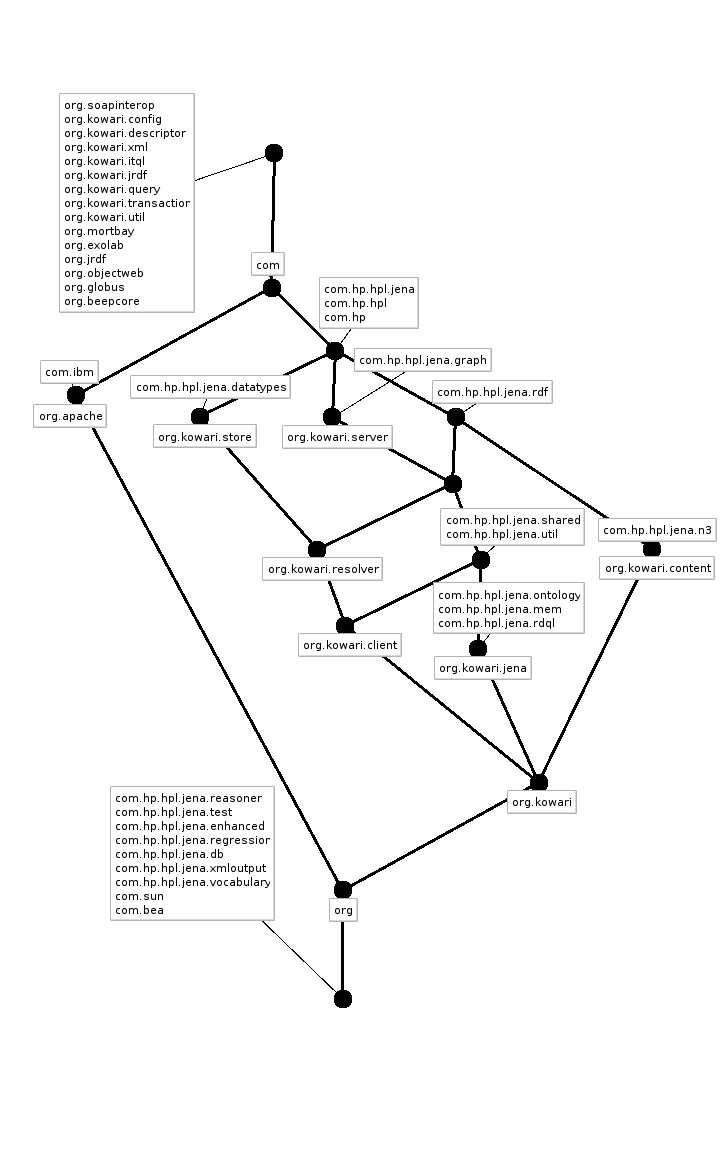 org.soapinterop
org.kowari.config
org.kowari.descriptor
org.kowari.xml
org.kowari.itql
org.kowari.jrdf
org.kowari.query
org.kowari.transaction
org.kowari.util
org.mortbay
org.exolab
org.jrdf
org.objectweb
org.globus
org.beepcore
com
com.hp.hpl.jena
com.hp.hpl
com.hp
com.hp.hpl.jena.graph
com.ibm
com.hp.hpl.jena.datatypes
com.hp.hpl.jena.rdf
org.apache
org.kowari.store
org.kowari.server
com.hp.hpl.jena.shared
com.hp.hpl.jena.util
com.hp.hpl.jena.n3
org.kowari.resolver
org.kowari.content
com.hp.hpl.jena.ontology
com.hp.hpl.jena.mem
com.hp.hpl.jena.rdql
org.kowari.client
org.kowari.jena
org.kowari
com.hp.hpl.jena.reasoner
com.hp.hpl.jena.test
com.hp.hpl.jena.enhanced
com.hp.hpl.jena.regression
com.hp.hpl.jena.db
com.hp.hpl.jena.xmloutput
com.hp.hpl.jena.vocabulary
com.sun
com.bea
org